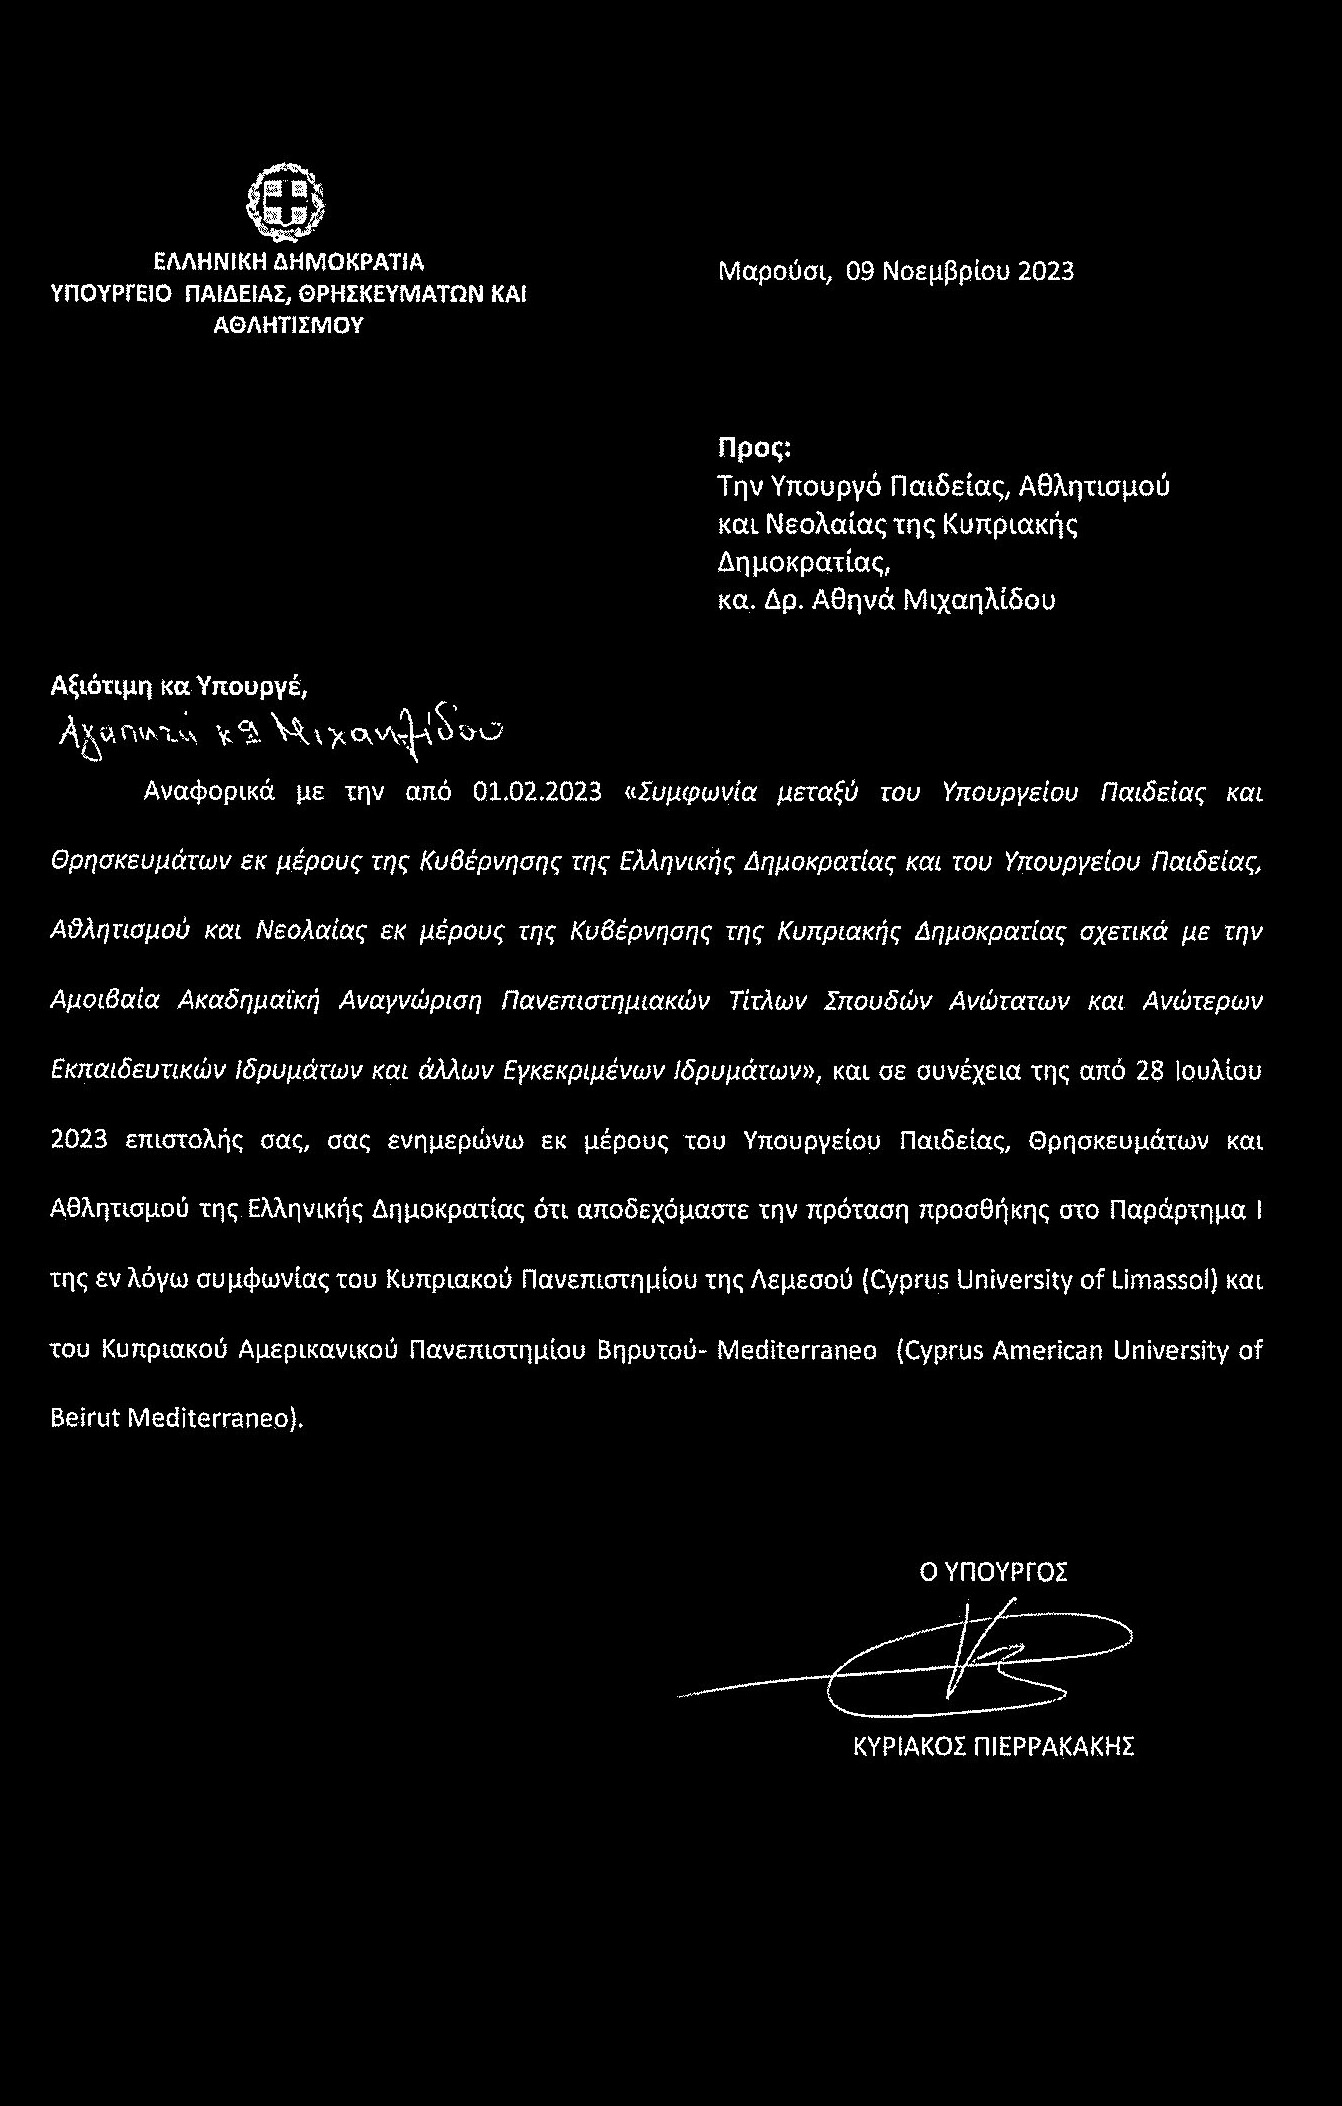 ΕΛΛΗΝΙΚΗ ΔΗΜΟΚΡΑΤΙΑ
ΥΠΟΥΡΓΕΙΟ ΠΑΙΔΕΙΑΣ, ΘΡΗΣΚΕΥΜΑΤΩΝ ΚΑΙ
ΑΘΛΗΤΙΣΜΟΥ
Μαρούσι, 09 Νοεμβρίου 2023
Προς:
Την Υπουργό Παιδείας, Αθλητισμού
και Νεολαίας της Κυπριακής
Δημοκρατίας,
κα. Δρ. Αθηνά Μιχαηλίδου
Αξιότιμη κα Υπουργέ,
Αγαπητή κα Μιχαηλίδου
Αναφορικά με την από 01.02.2023 «Συμφωνία μεταξύ του Υπουργείου Παιδείας και
Θρησκευμάτων εκ μέρους της Κυβέρνησης της Ελληνικής Δημοκρατίας και του Υπουργείου Παιδείας,
Αθλητισμού και Νεολαίας εκ μέρους της Κυβέρνησης της Κυπριακής Δημοκρατίας σχετικά με την
Αμοιβαία Ακαδημαϊκή Αναγνώριση Πανεπιστημιακών Τίτλων Σπουδών Ανώτατων και Ανώτερων
Εκπαιδευτικών Ιδρυμάτων και άλλων Εγκεκριμένων Ιδρυμάτων», και σε συνέχεια της από 28 Ιουλίου
2023 επιστολής σας, σας ενημερώνω εκ μέρους του Υπουργείου Παιδείας, Θρησκευμάτων και
Αθλητισμού της Ελληνικής Δημοκρατίας ότι αποδεχόμαστε την πρόταση προσθήκης στο Παράρτημα Ι
της εν λόγω συμφωνίας του Κυπριακού Πανεπιστημίου της Λεμεσού (Cyprus University of Limassol) και
του Κυπριακού Αμερικανικού Πανεπιστημίου Βηρυτού- Mediterraneo (Cyprus American University of
Beirut Mediterraneo).
Ο ΥΠΟΥΡΓΟΣ
ΚΥΡΙΑΚΟΣ ΠΙΕΡΡΑΚΑΚΗΣ